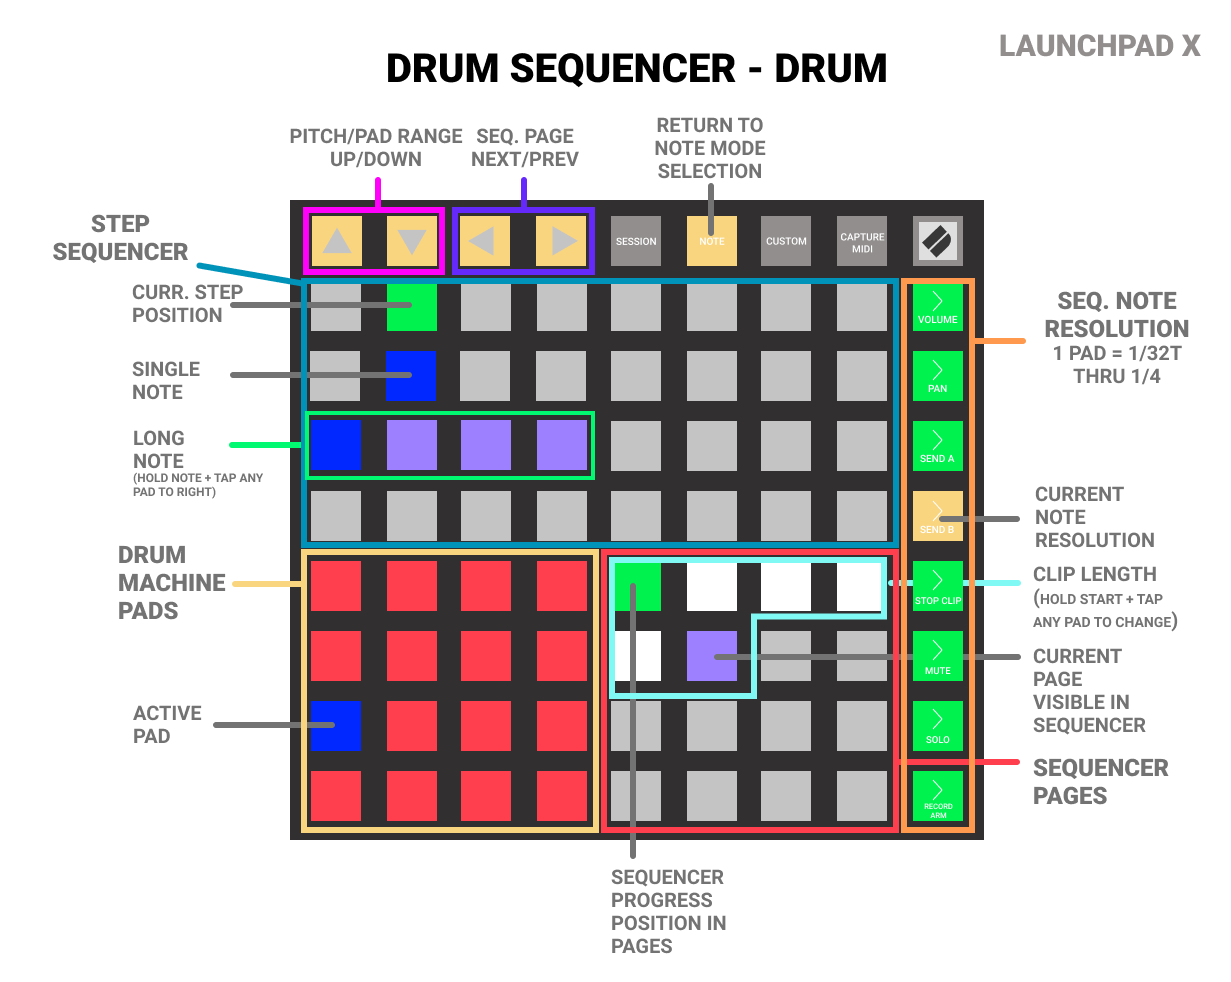 LAUNCHPAD X
DRUM SEQUENCER - DRUM
PITCH/PAD RANGE
UP/DOWN
SEQ. PAGE
NEXT/PREV
RETURN TO
NOTE MODE
SELECTION
STEP
SEQUENCER
SESSION
NOTE
CUSTOM
CAPTURE
MIDI
CURR. STEP
POSITION
VOLUME
SEQ. NOTE
RESOLUTION
1 PAD = 1/32T
THRU 1/4
SINGLE
NOTE
PAN
LONG
NOTE
(HOLD NOTE + TAP ANY
PAD TO RIGHT)
SEND A
SEND B
CURRENT
NOTE
RESOLUTION
DRUM
MACHINE
PADS
STOP CLIP
CLIP LENGTH
(HOLD START + TAP
ANY PAD TO CHANGE)
MUTE
CURRENT
PAGE
VISIBLE IN
SEQUENCER
ACTIVE
PAD
SOLO
SEQUENCER
PAGES
RECORD
ARM
SEQUENCER
PROGRESS
POSITION IN
PAGES